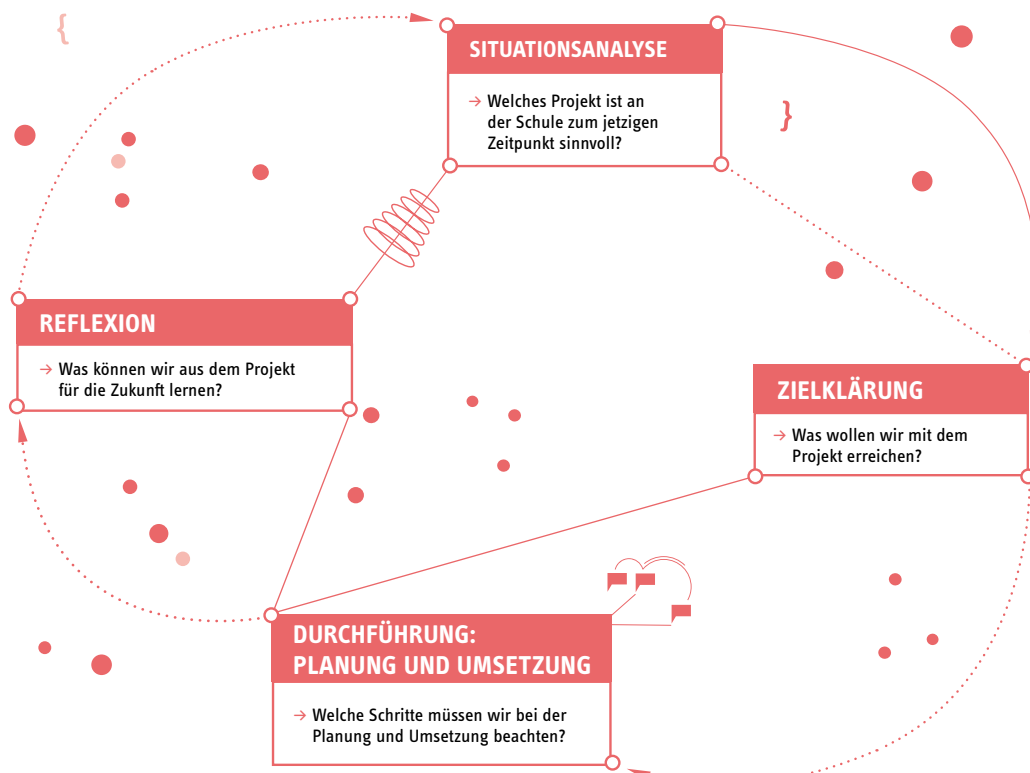 {
SITUATIONSANALYSE
→ Welches Projekt ist an
der Schule zum jetzigen
Zeitpunkt sinnvoll?
}
REFLEXION
→ Was können wir aus dem Projekt
für die Zukunft lernen?
ZIELKLÄRUNG
→ Was wollen wir mit dem
Projekt erreichen?
DURCHFÜHRUNG:
PLANUNG UND UMSETZUNG
→ Welche Schritte müssen wir bei der
Planung und Umsetzung beachten?